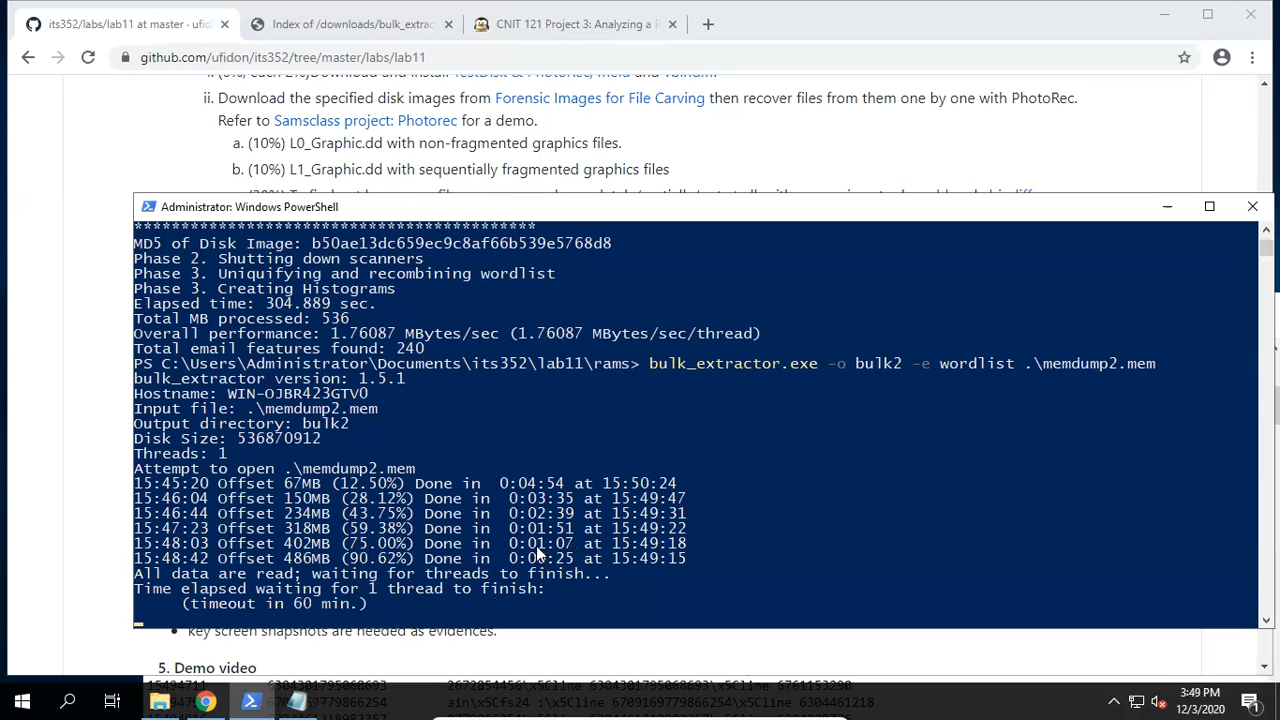 its352/labs/lab11 at master · ufid
Index of /downloads/bulk_extrac
CNIT 121 Project 3: Analyzing a R
github.com/ufidon/its352/tree/master/labs/lab11
ii. Download the specified disk images from Forensic Images for File Carving then recover files from them one by one with PhotoRec.
Refer to Samsclass project: Photorec for a demo.
a. (10%) L0_Graphic.dd with non-fragmented graphics files.
b. (10%) L1_Graphic.dd with sequentially fragmented graphics files
Administrator: Windows PowerShell
*******************************************
MD5 of Disk Image: b50ae13dc659ec9c8af66b539e5768d8
Phase 2. Shutting down scanners
Phase 3. Uniquifying and recombining wordlist
Phase 3. Creating Histograms
Elapsed time: 304.889 sec.
Total MB processed: 536
Overall performance: 1.76087 MBytes/sec (1.76087 MBytes/sec/thread)
Total email features found: 240
PS C:\Users\Administrator\Documents\its352\lab11\rams> bulk_extractor.exe -o bulk2 -e wordlist .\memdump2.mem
bulk_extractor version: 1.5.1
Hostname: WIN-OJBR423GTVO
Input file: .\memdump2.mem
Output directory: bulk2
Disk Size: 536870912
Threads: 1
Attempt to open .\memdump2.mem
15:45:20 Offset 67MB (12.50%) Done in  0:04:54 at 15:50:24
15:46:04 Offset 150MB (28.12%) Done in  0:03:35 at 15:49:47
15:46:44 Offset 234MB (43.75%) Done in  0:02:39 at 15:49:31
15:47:23 Offset 318MB (59.38%) Done in  0:01:51 at 15:49:22
15:48:03 Offset 402MB (75.00%) Done in  0:01:07 at 15:49:18
15:48:42 Offset 486MB (90.62%) Done in  0:00:25 at 15:49:15
All data are read; waiting for threads to finish...
Time elapsed waiting for 1 thread to finish:
(timeout in 60 min.)
key screen snapshots are needed as evidences.
5. Demo video
3:49 PM
12/3/2020